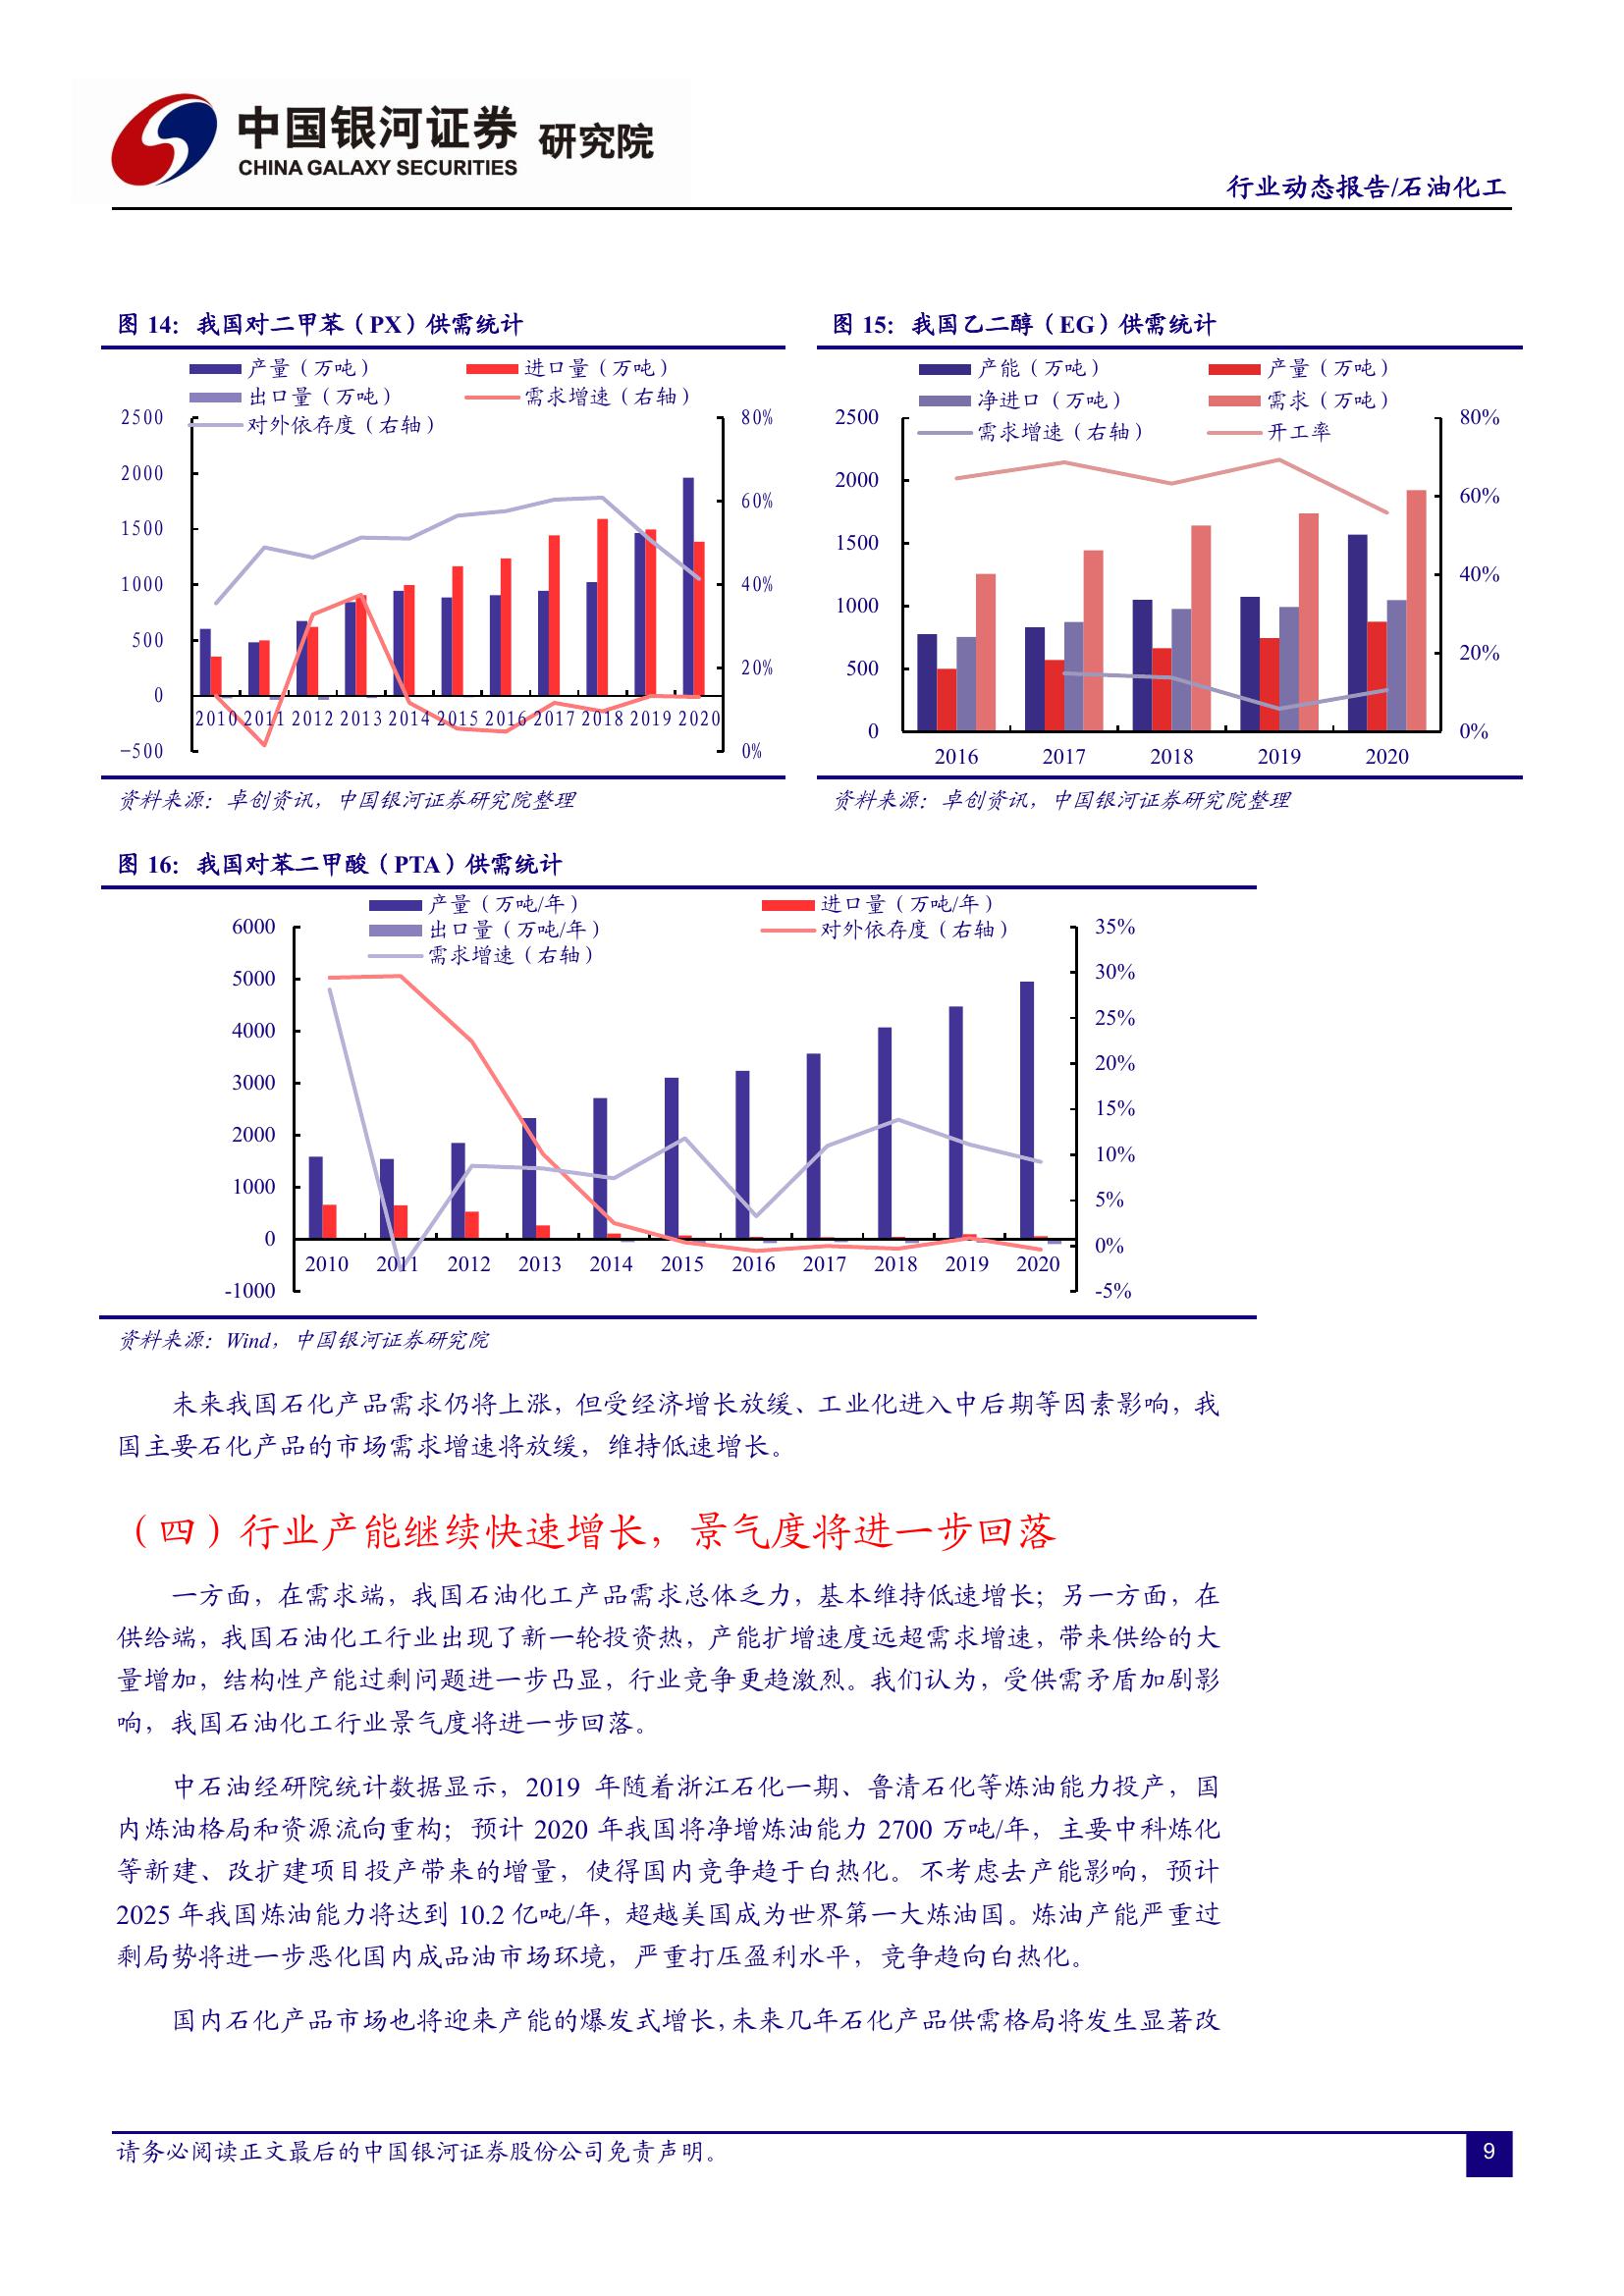 中国银河证券 研究院
CHINA GALAXY SECURITIES
行业动态报告/石油化工
图 14：我国对二甲苯（PX）供需统计
产量（万吨） 进口量（万吨）
出口量（万吨） 需求增速（右轴）
对外依存度（右轴）
2500
2000
1500
1000
500
0
-500
80%
60%
40%
20%
0%
2010 2011 2012 2013 2014 2015 2016 2017 2018 2019 2020
资料来源：卓创资讯，中国银河证券研究院整理
图 15：我国乙二醇（EG）供需统计
产能（万吨） 产量（万吨）
净进口（万吨） 需求（万吨）
需求增速（右轴） 开工率
2500
2000
1500
1000
500
0
80%
60%
40%
20%
0%
2016 2017 2018 2019 2020
资料来源：卓创资讯，中国银河证券研究院整理
图 16：我国对苯二甲酸（PTA）供需统计
产量（万吨/年） 进口量（万吨/年）
出口量（万吨/年） 对外依存度（右轴）
需求增速（右轴）
6000
5000
4000
3000
2000
1000
0
-1000
35%
30%
25%
20%
15%
10%
5%
0%
-5%
2010 2011 2012 2013 2014 2015 2016 2017 2018 2019 2020
资料来源：Wind，中国银河证券研究院
未来我国石化产品需求仍将上涨，但受经济增长放缓、工业化进入中后期等因素影响，我
国主要石化产品的市场需求增速将放缓，维持低速增长。
（四）行业产能继续快速增长，景气度将进一步回落
一方面，在需求端，我国石油化工产品需求总体乏力，基本维持低速增长；另一方面，在
供给端，我国石油化工行业出现了新一轮投资热，产能扩增速度远超需求增速，带来供给的大
量增加，结构性产能过剩问题进一步凸显，行业竞争更趋激烈。我们认为，受供需矛盾加剧影
响，我国石油化工行业景气度将进一步回落。
中石油经研院统计数据显示，2019 年随着浙江石化一期、鲁清石化等炼油能力投产，国
内炼油格局和资源流向重构；预计 2020 年我国将净增炼油能力 2700 万吨/年，主要中科炼化
等新建、改扩建项目投产带来的增量，使得国内竞争趋于白热化。不考虑去产能影响，预计
2025 年我国炼油能力将达到 10.2 亿吨/年，超越美国成为世界第一大炼油国。炼油产能严重过
剩局势将进一步恶化国内成品油市场环境，严重打压盈利水平，竞争趋向白热化。
国内石化产品市场也将迎来产能的爆发式增长，未来几年石化产品供需格局将发生显著改
请务必阅读正文最后的中国银河证券股份公司免责声明。
9